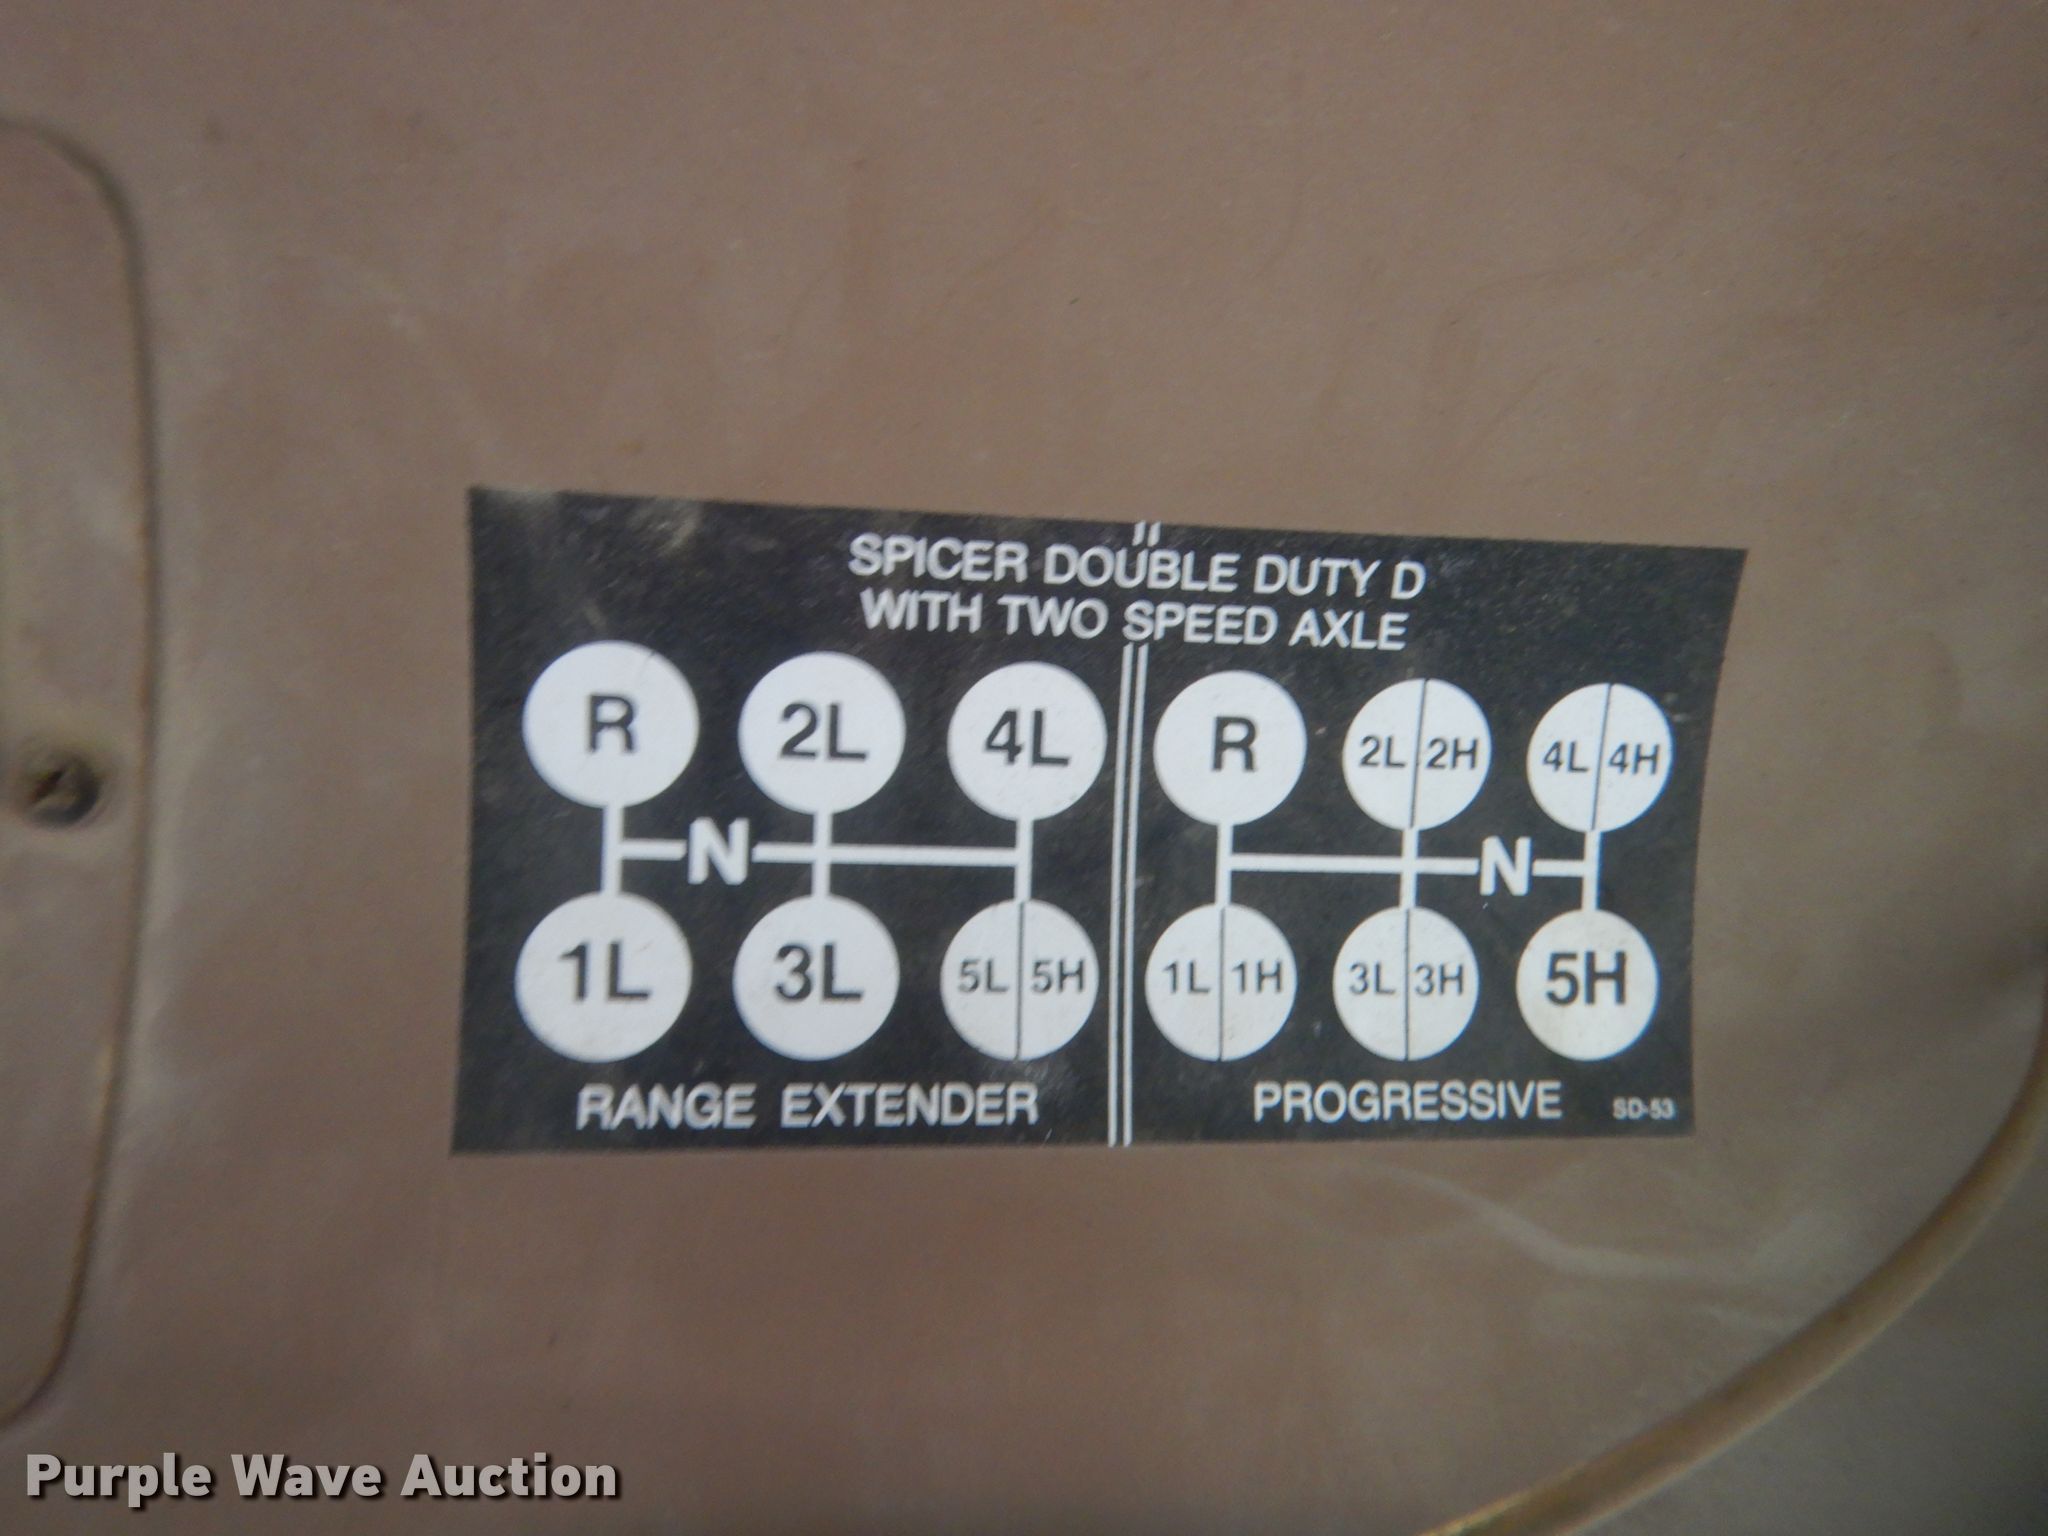 SPICER DOUBLE DUTY D
WITH TWO SPEED AXLE
R 2L 4L
N
1L 3L 5L 5H
RANGE EXTENDER
R 2L 2H 4L 4H
N
1L 1H 3L 3H 5H
PROGRESSIVE SD-53
Purple Wave Auction